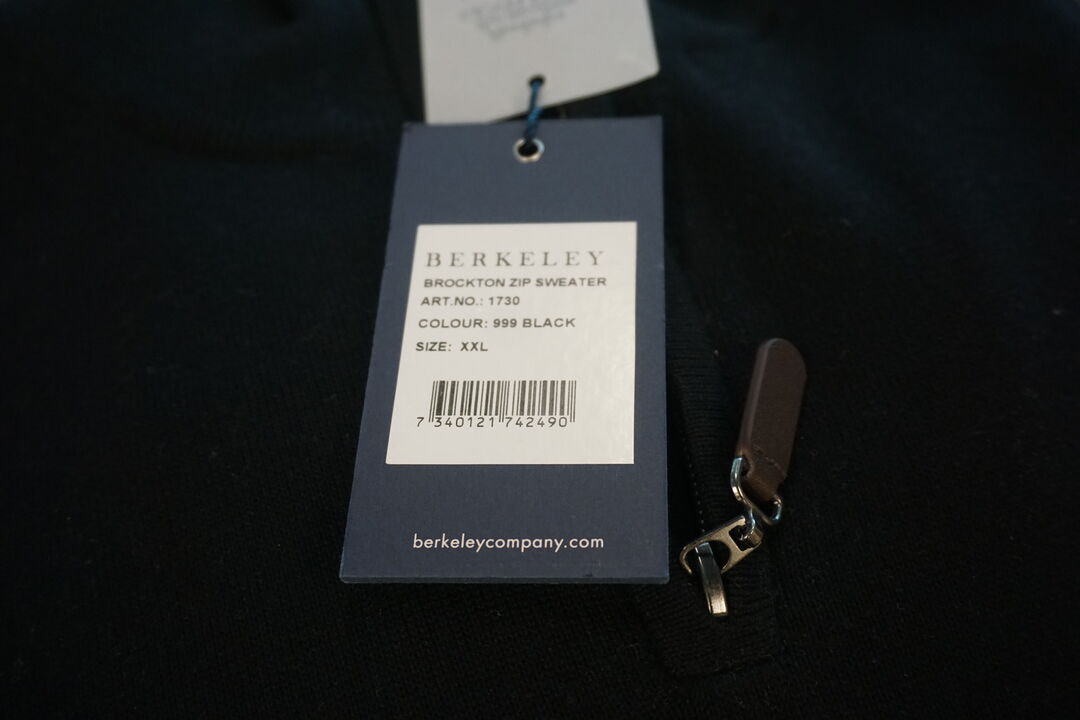 BERKELEY
BROCKTON ZIP SWEATER
ART.NO.: 1730
COLOUR: 999 BLACK
SIZE: XXL
7 340121 742490
berkeleycompany.com